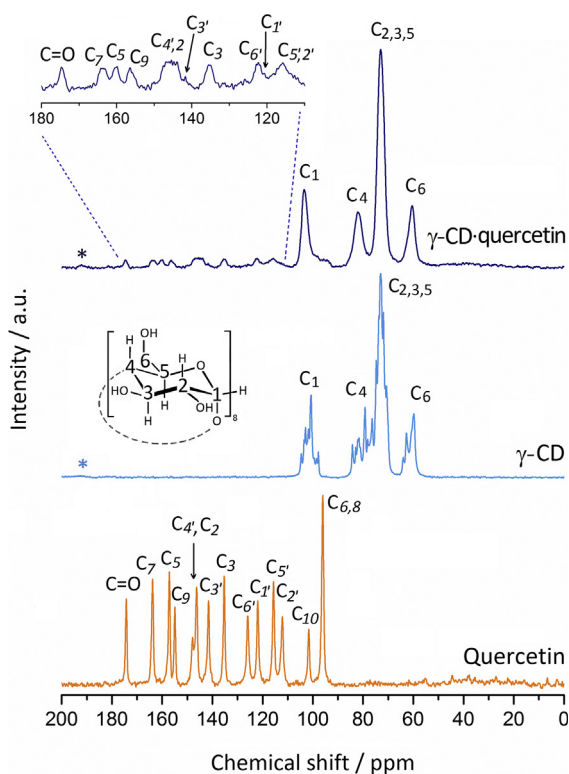 C=O C7 C5 C9 C4',2 C3' C3 C6' C1' C5',2'
180 160 140 120
C1 C4 C2,3,5 C6
*
γ-CD·quercetin
Intensity / a.u.
OH
H 6 H O
4 5
HO 3 2 1 H
H H OH O
8
C1 C4 C2,3,5 C6
*
γ-CD
C=O C7 C5 C9 C4',C2 C3' C3 C6' C1' C5' C2' C10 C6,8
Quercetin
200 180 160 140 120 100 80 60 40 20 0
Chemical shift / ppm